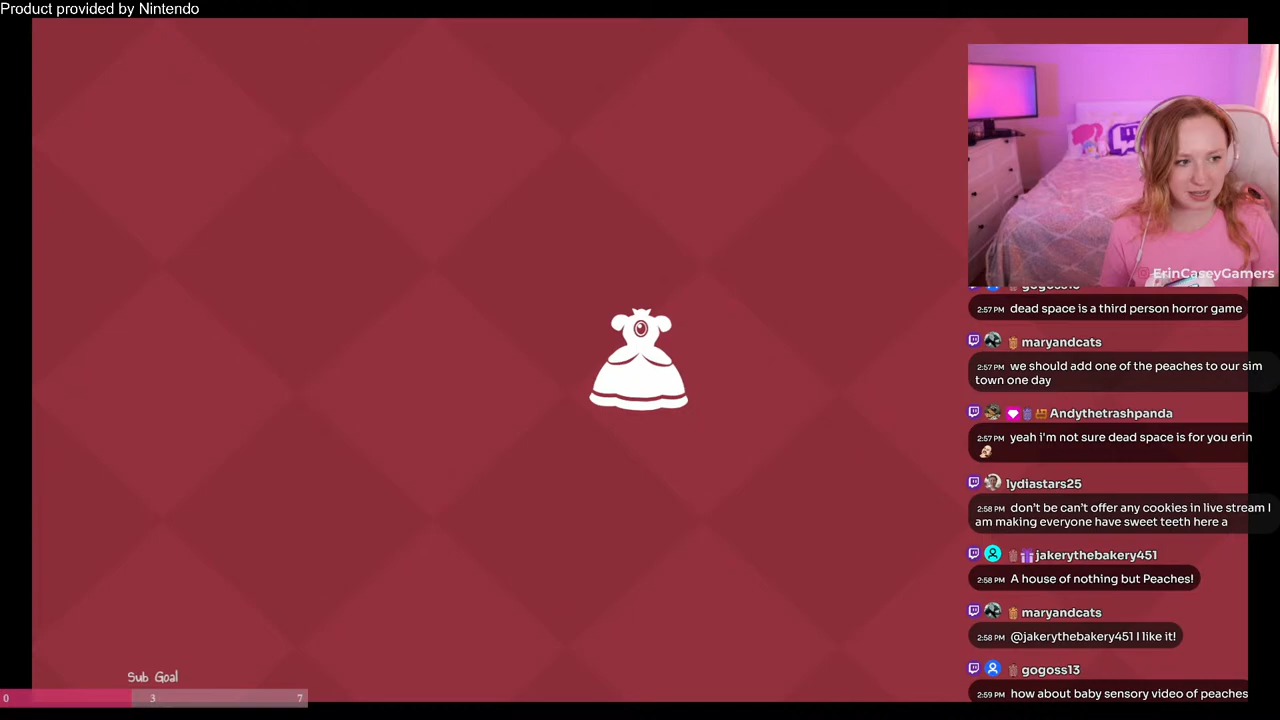 Product provided by Nintendo
ErinCaseyGamers
gogoss13
2:57 PM dead space is a third person horror game
maryandcats
2:57 PM we should add one of the peaches to our sim
town one day
Andythetrashpanda
2:57 PM yeah i'm not sure dead space is for you erin
lydiastars25
2:58 PM don't be can't offer any cookies in live stream I
am making everyone have sweet teeth here a
jakerythebakery451
2:58 PM A house of nothing but Peaches!
maryandcats
2:58 PM @jakerythebakery451 I like it!
gogoss13
2:59 PM how about baby sensory video of peaches
Sub Goal
0 3 7